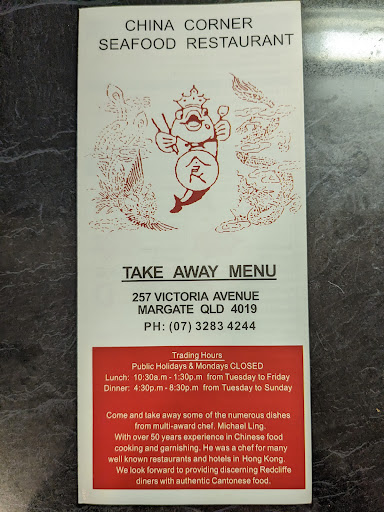 CHINA CORNER
SEAFOOD RESTAURANT
食
TAKE AWAY MENU
257 VICTORIA AVENUE
MARGATE QLD 4019
PH: (07) 3283 4244
Trading Hours
Public Holidays & Mondays CLOSED
Lunch: 10:30a.m - 1:30p.m from Tuesday to Friday
Dinner: 4:30p.m - 8:30p.m from Tuesday to Sunday
Come and take away some of the numerous dishes
from multi-award chef. Michael Ling.
With over 50 years experience in Chinese food
cooking and garnishing. He was a chef for many
well known restaurants and hotels in Hong Kong.
We look forward to providing discerning Redcliffe
diners with authentic Cantonese food.